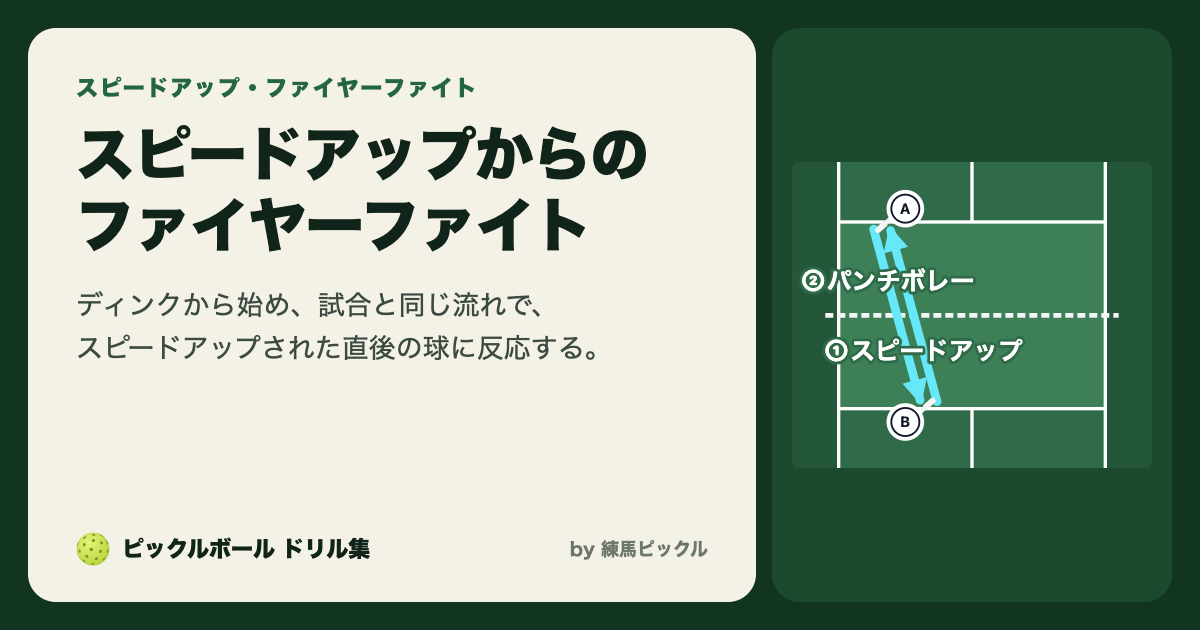 スピードアップ・ファイヤーファイト
スピードアップからの
ファイヤーファイト
ディンクから始め、試合と同じ流れで、
スピードアップされた直後の球に反応する。
ピックルボール ドリル集
by 練馬ピックル
A
②パンチボレー
①スピードアップ
B